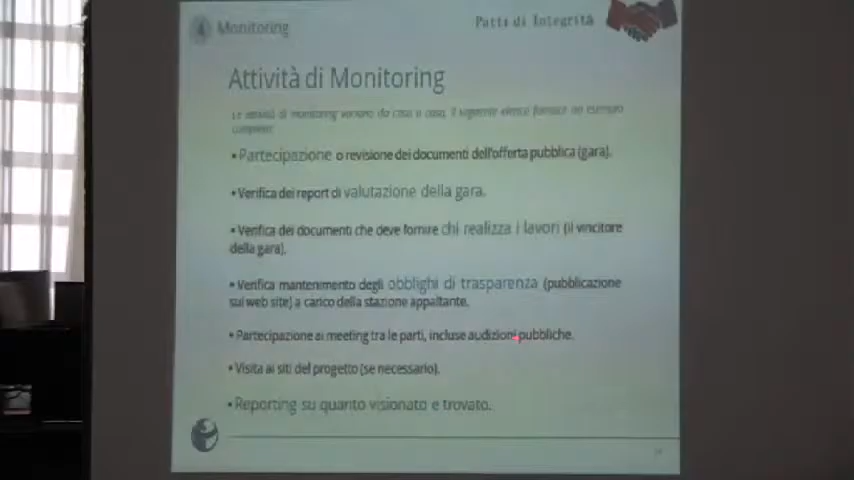 4 Monitoring
Patti di Integrità
Attività di Monitoring
Le attività di monitoring variano da caso a caso, il seguente elenco fornisce un esempio
completo:
▪ Partecipazione o revisione dei documenti dell'offerta pubblica (gara).
▪ Verifica dei report di valutazione della gara.
▪ Verifica dei documenti che deve fornire chi realizza i lavori (il vincitore
della gara).
▪ Verifica mantenimento degli obblighi di trasparenza (pubblicazione
sul web site) a carico della stazione appaltante.
▪ Partecipazione ai meeting tra le parti, incluse audizioni pubbliche.
▪ Visita ai siti del progetto (se necessario).
▪ Reporting su quanto visionato e trovato.